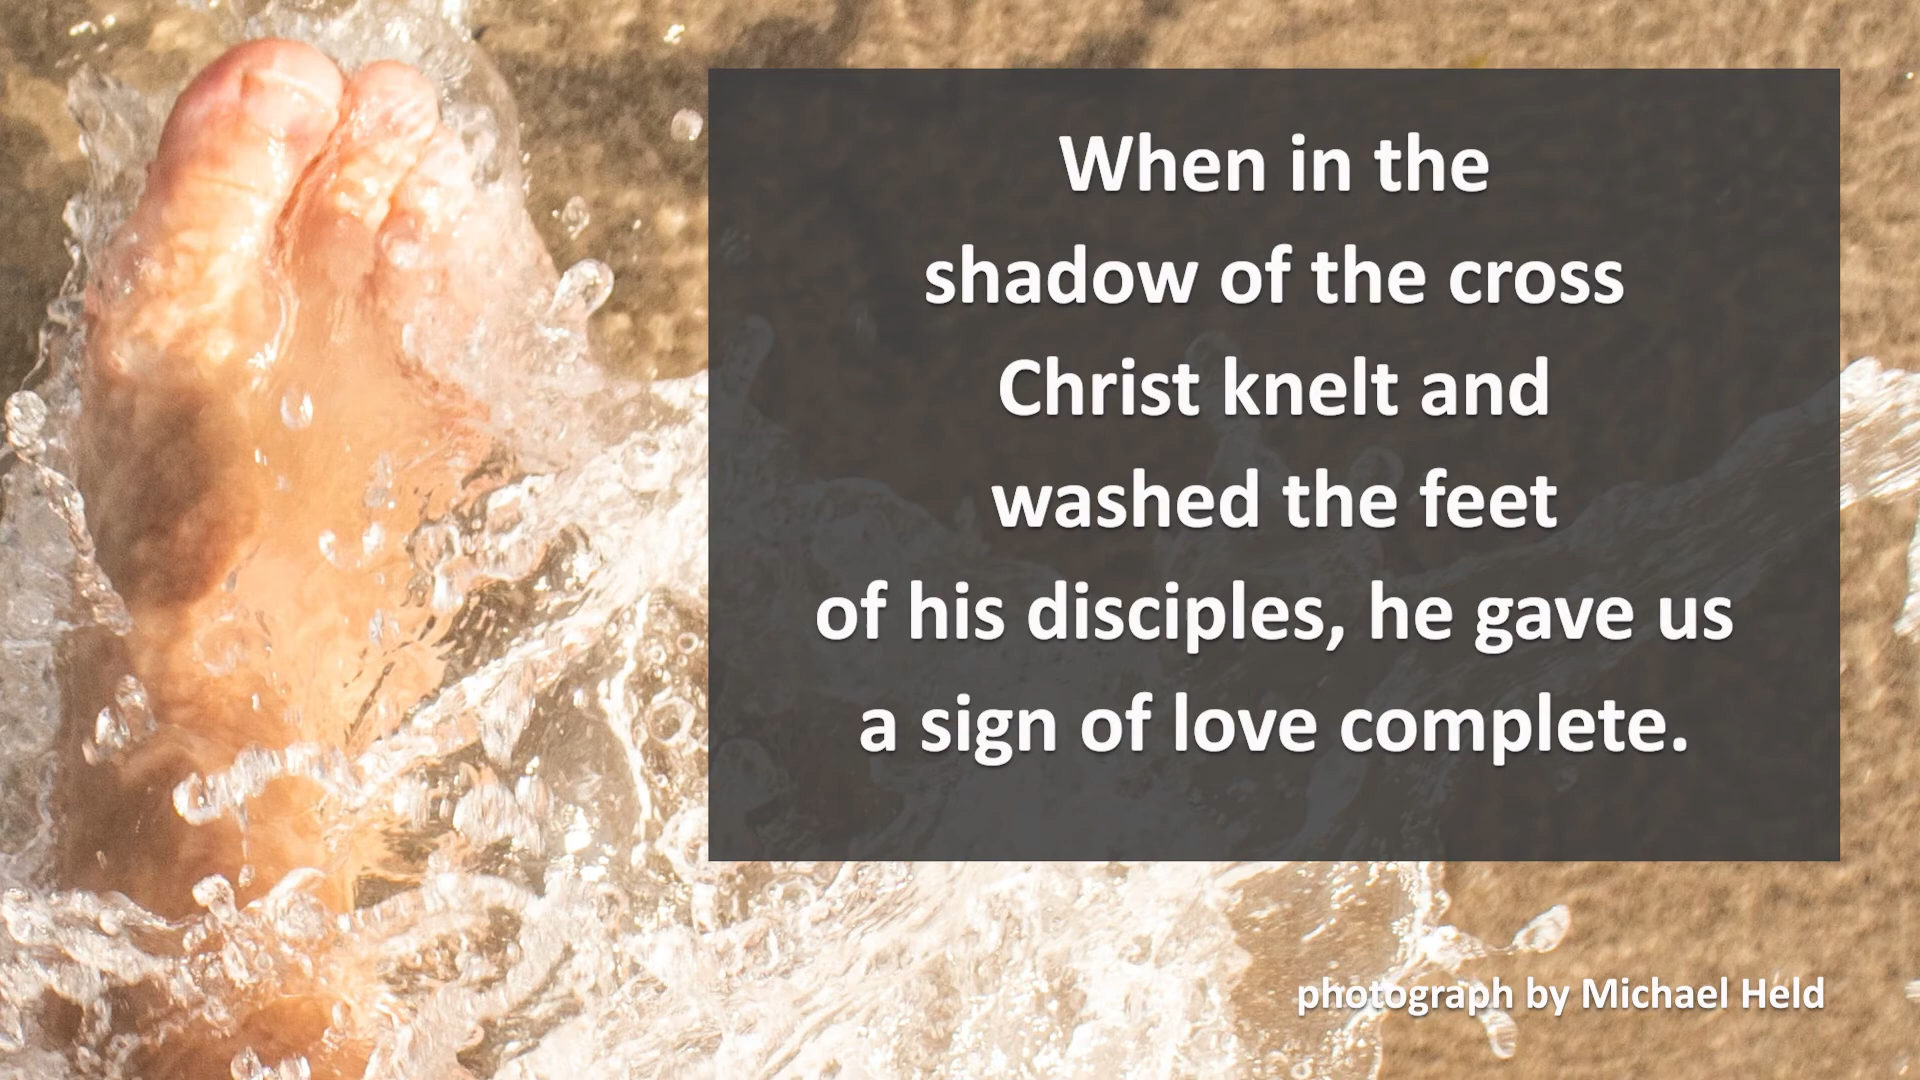 When in the
shadow of the cross
Christ knelt and
washed the feet
of his disciples, he gave us
a sign of love complete.
photograph by Michael Held